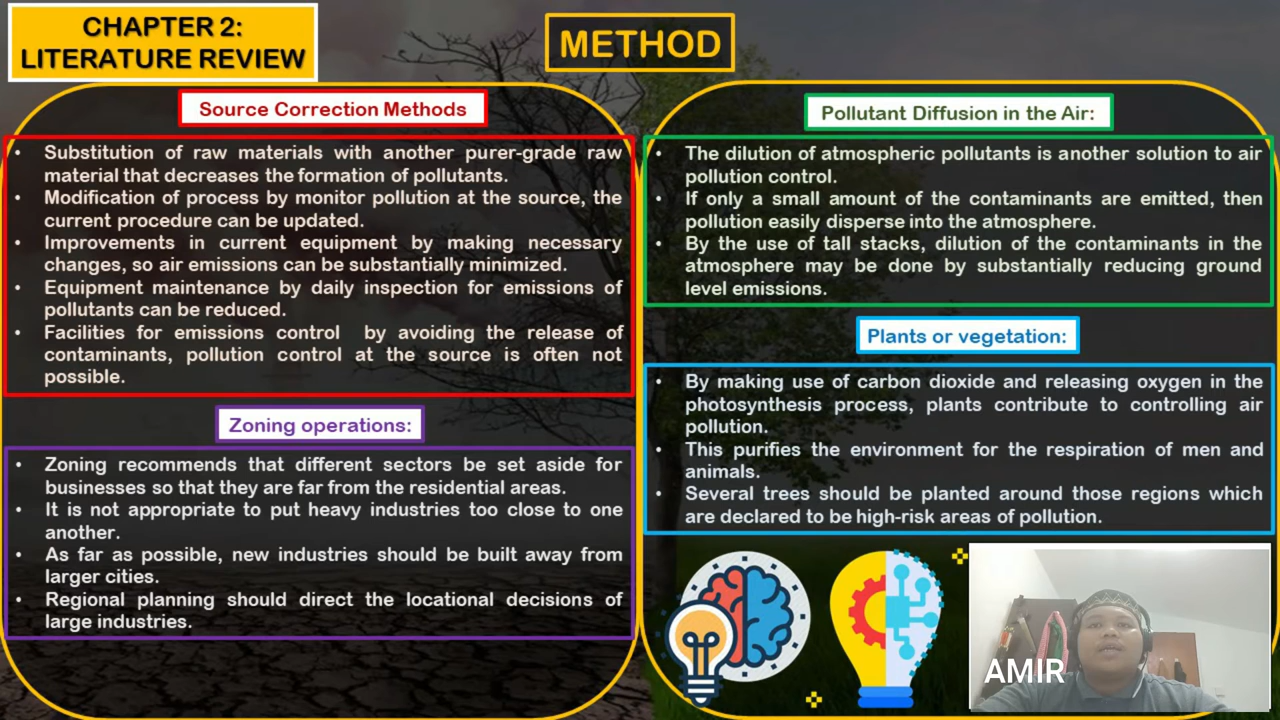 CHAPTER 2:
LITERATURE REVIEW
METHOD
Source Correction Methods
• Substitution of raw materials with another purer-grade raw
material that decreases the formation of pollutants.
• Modification of process by monitor pollution at the source, the
current procedure can be updated.
• Improvements in current equipment by making necessary
changes, so air emissions can be substantially minimized.
• Equipment maintenance by daily inspection for emissions of
pollutants can be reduced.
• Facilities for emissions control by avoiding the release of
contaminants, pollution control at the source is often not
possible.
Zoning operations:
• Zoning recommends that different sectors be set aside for
businesses so that they are far from the residential areas.
• It is not appropriate to put heavy industries too close to one
another.
• As far as possible, new industries should be built away from
larger cities.
• Regional planning should direct the locational decisions of
large industries.
Pollutant Diffusion in the Air:
• The dilution of atmospheric pollutants is another solution to air
pollution control.
• If only a small amount of the contaminants are emitted, then
pollution easily disperse into the atmosphere.
• By the use of tall stacks, dilution of the contaminants in the
atmosphere may be done by substantially reducing ground
level emissions.
Plants or vegetation:
• By making use of carbon dioxide and releasing oxygen in the
photosynthesis process, plants contribute to controlling air
pollution.
• This purifies the environment for the respiration of men and
animals.
• Several trees should be planted around those regions which
are declared to be high-risk areas of pollution.
AMIR